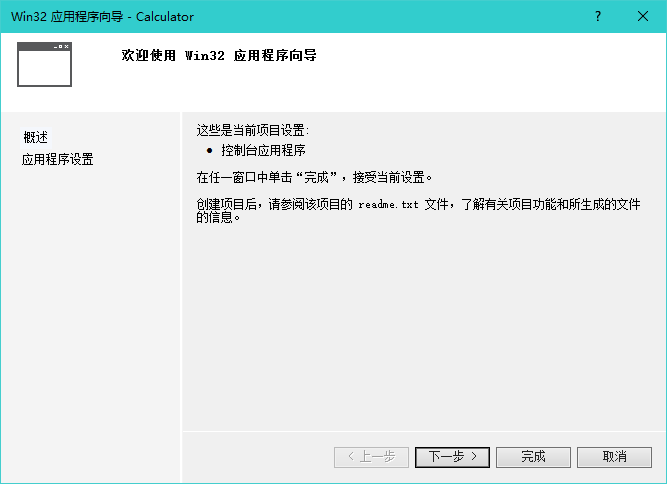 Win32 应用程序向导 - Calculator
?
欢迎使用 Win32 应用程序向导
概述
应用程序设置
这些是当前项目设置:
• 控制台应用程序
在任一窗口中单击“完成”，接受当前设置。
创建项目后，请参阅该项目的 readme.txt 文件，了解有关项目功能和所生成的文件
的信息。
< 上一步
下一步 >
完成
取消